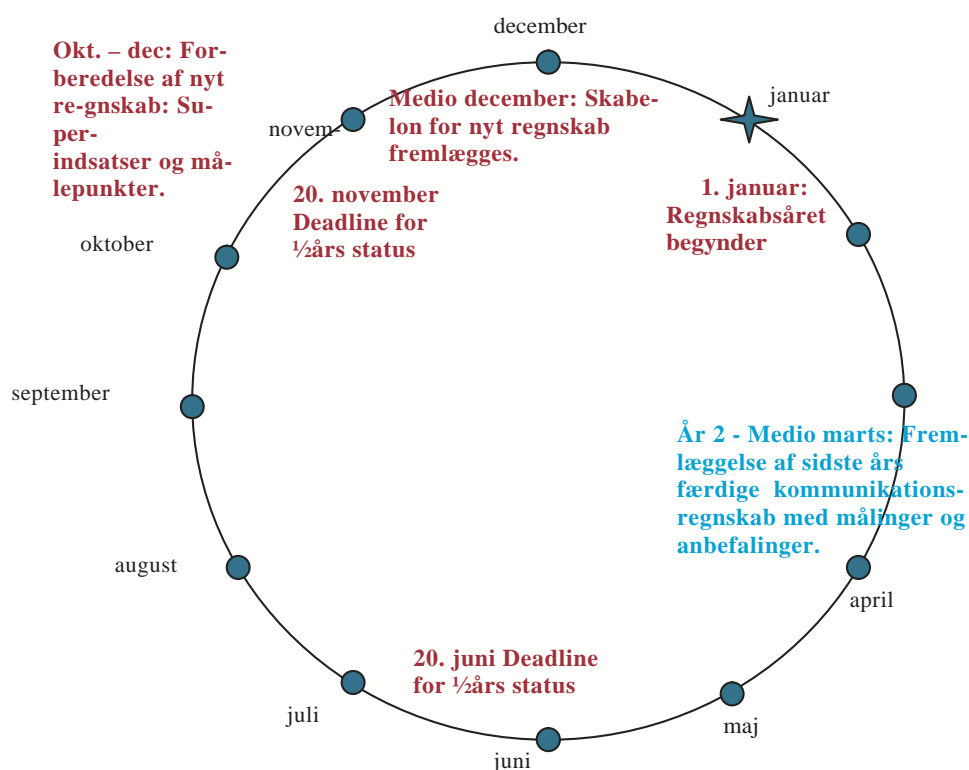 december
Okt. – dec: For-
beredelse af nyt
re-gnskab: Su-
per-
indsatser og må-
lepunkter.
januar
Medio december: Skabe-
lon for nyt regnskab
fremlægges.
novem-
20. november
Deadline for
½års status
1. januar:
Regnskabsåret
begynder
oktober
september
År 2 - Medio marts: Frem-
læggelse af sidste års
færdige kommunikations-
regnskab med målinger og
anbefalinger.
august
april
20. juni Deadline
for ½års status
juli
maj
juni